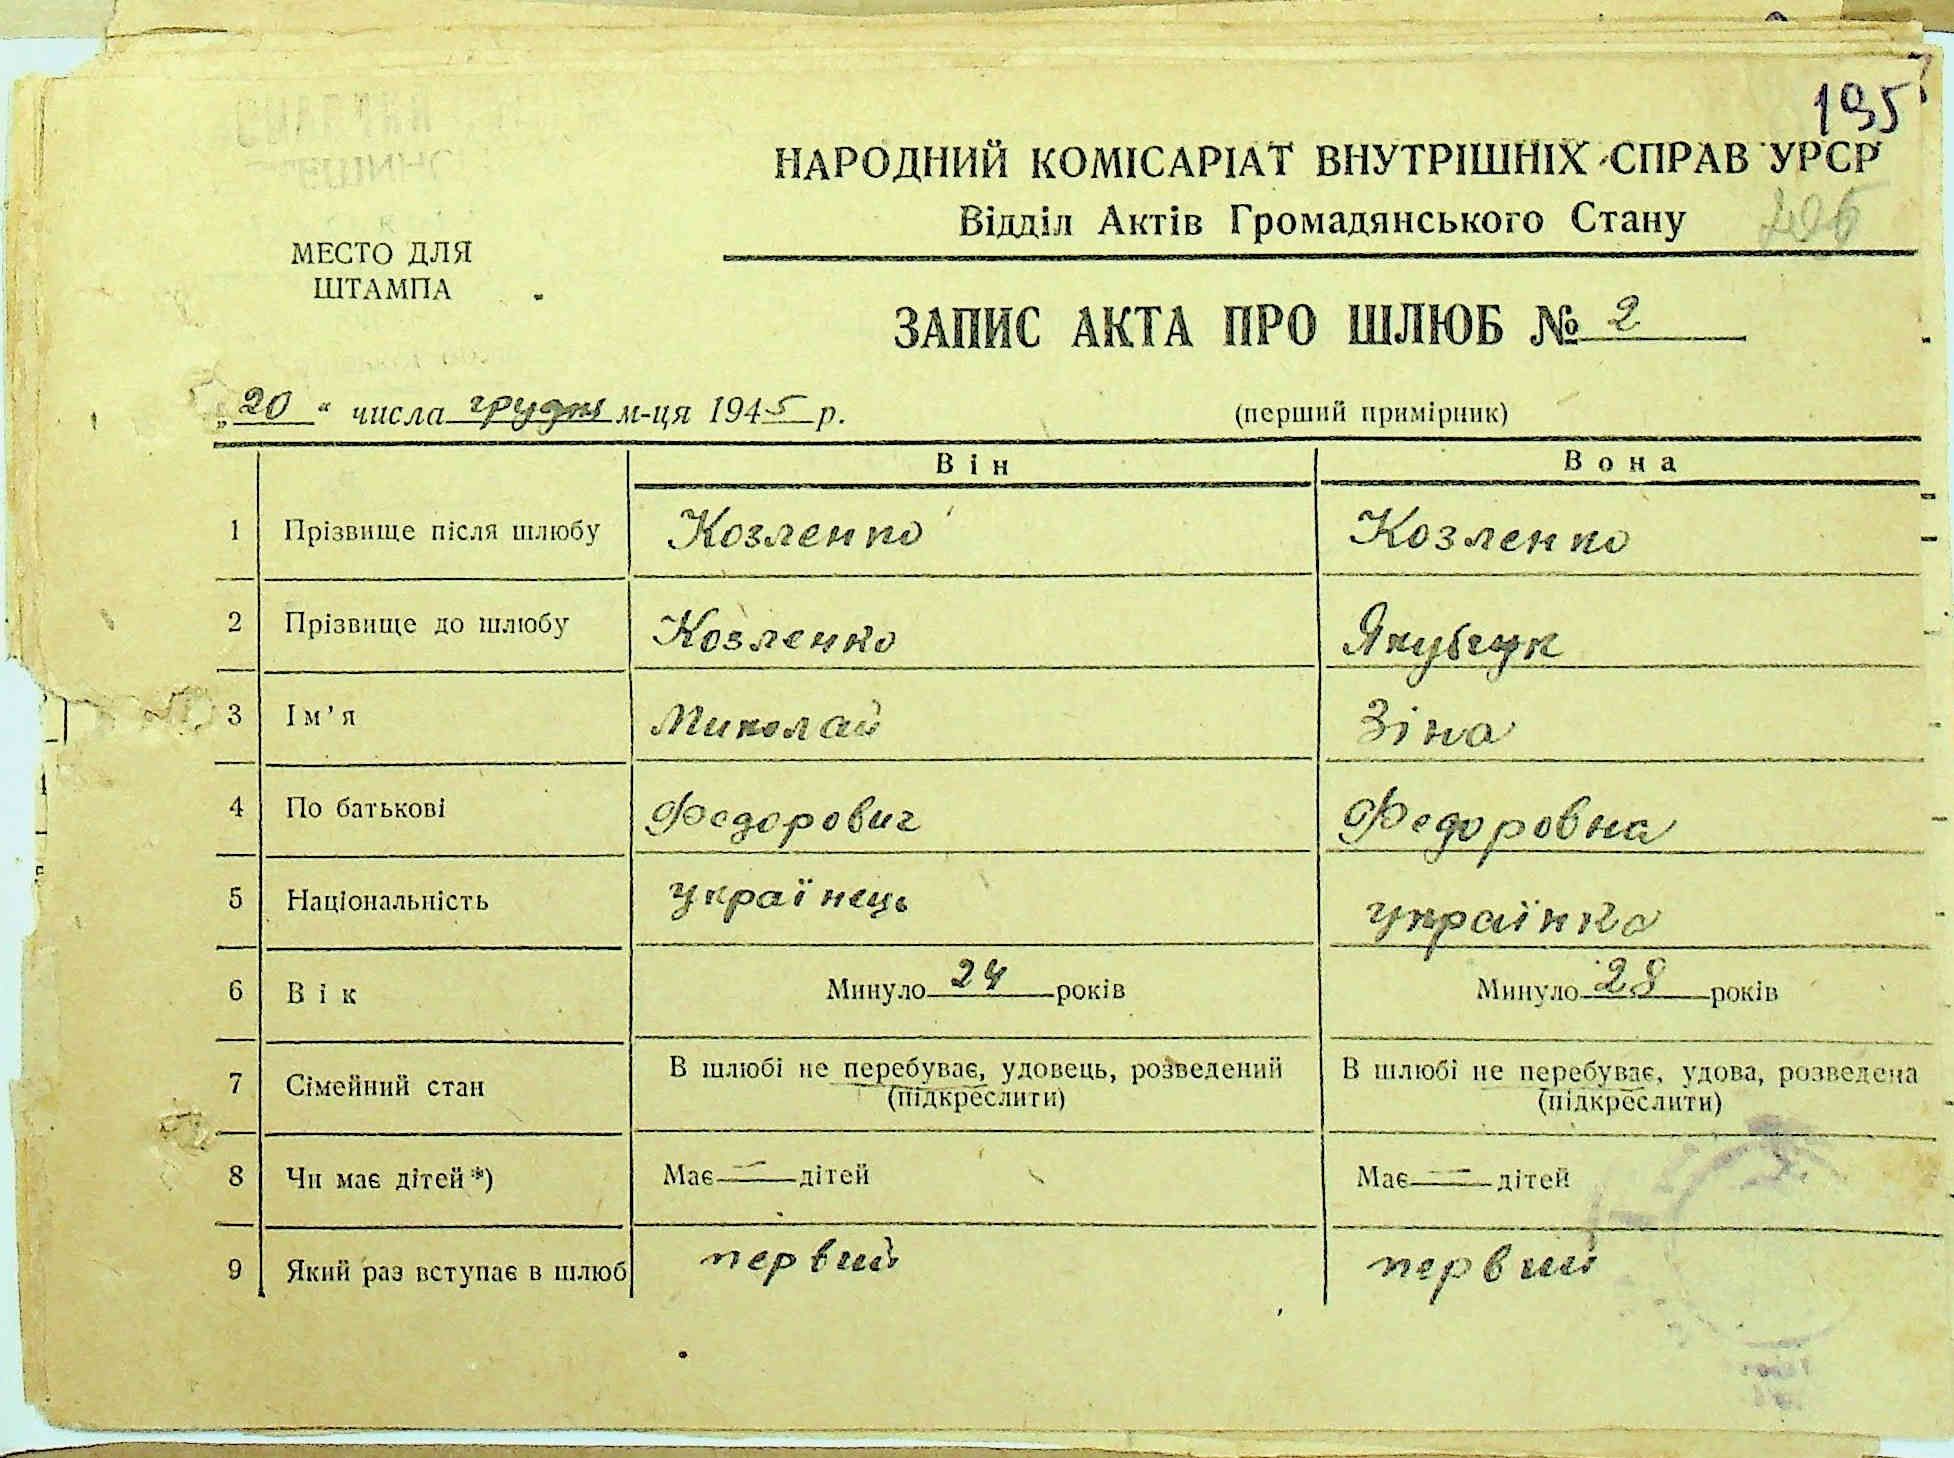 195
НАРОДНИЙ КОМІСАРІАТ ВНУТРІШНІХ СПРАВ УРСР
Відділ Актів Громадянського Стану
206
МЕСТО ДЛЯ
ШТАМПА
ЗАПИС АКТА ПРО ШЛЮБ № 2
„20“ числа грудня м-ця 1945 р.
(перший примірник)
Він Вона
1 Прізвище після шлюбу Козленко Козленко
2 Прізвище до шлюбу Козленко Якубчук
3 Ім’я Миколай Зіна
4 По батькові Федорович Федоровна
5 Національність українець українка
6 Вік Минуло 24 років Минуло 28 років
7 Сімейний стан В шлюбі не перебуває, удовець, розведений В шлюбі не перебуває, удова, розведена
(підкреслити) (підкреслити)
8 Чи має дітей*) Має — дітей Має — дітей
9 Який раз вступає в шлюб первий первий